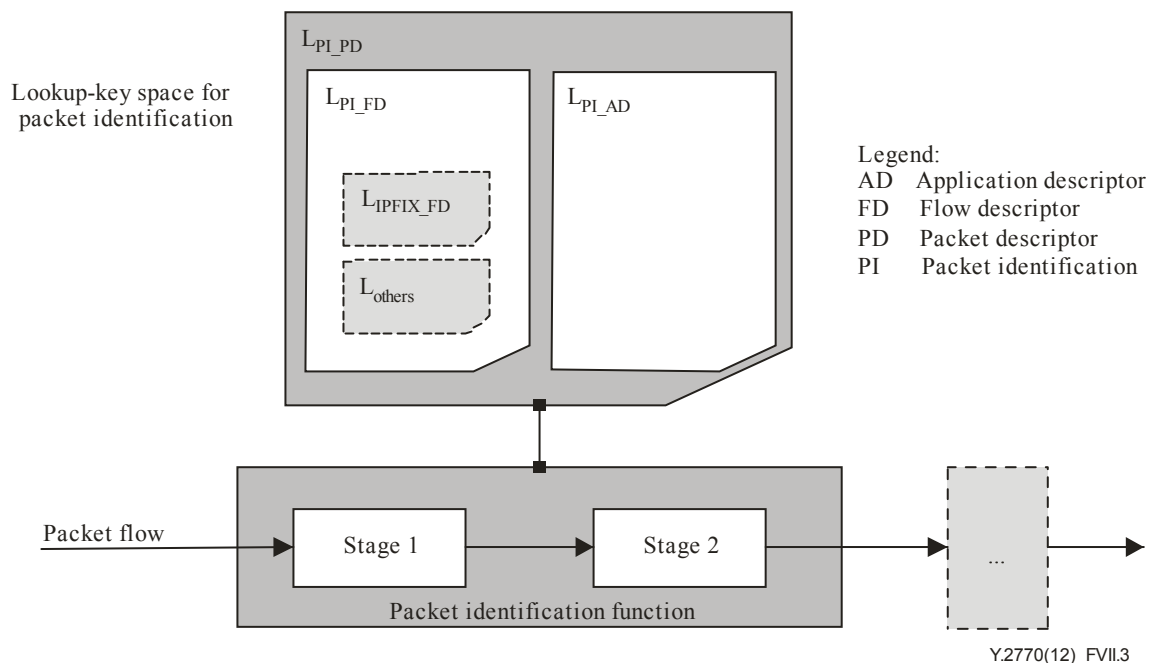 L_PI_PD
Lookup-key space for
packet identification
L_PI_FD
L_PI_AD
L_IPFIX_FD
L_others
Legend:
AD Application descriptor
FD Flow descriptor
PD Packet descriptor
PI Packet identification
Packet flow
Stage 1
Stage 2
...
Packet identification function
Y.2770(12)_FVII.3